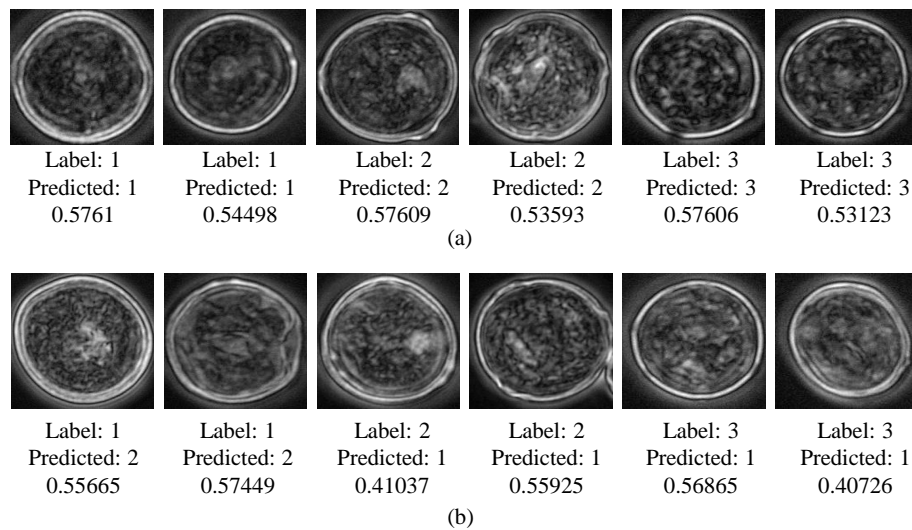 Label: 1 Label: 1 Label: 2 Label: 2 Label: 3 Label: 3
Predicted: 1 Predicted: 1 Predicted: 2 Predicted: 2 Predicted: 3 Predicted: 3
0.5761 0.54498 0.57609 0.53593 0.57606 0.53123
(a)
Label: 1 Label: 1 Label: 2 Label: 2 Label: 3 Label: 3
Predicted: 2 Predicted: 2 Predicted: 1 Predicted: 1 Predicted: 1 Predicted: 1
0.55665 0.57449 0.41037 0.55925 0.56865 0.40726
(b)